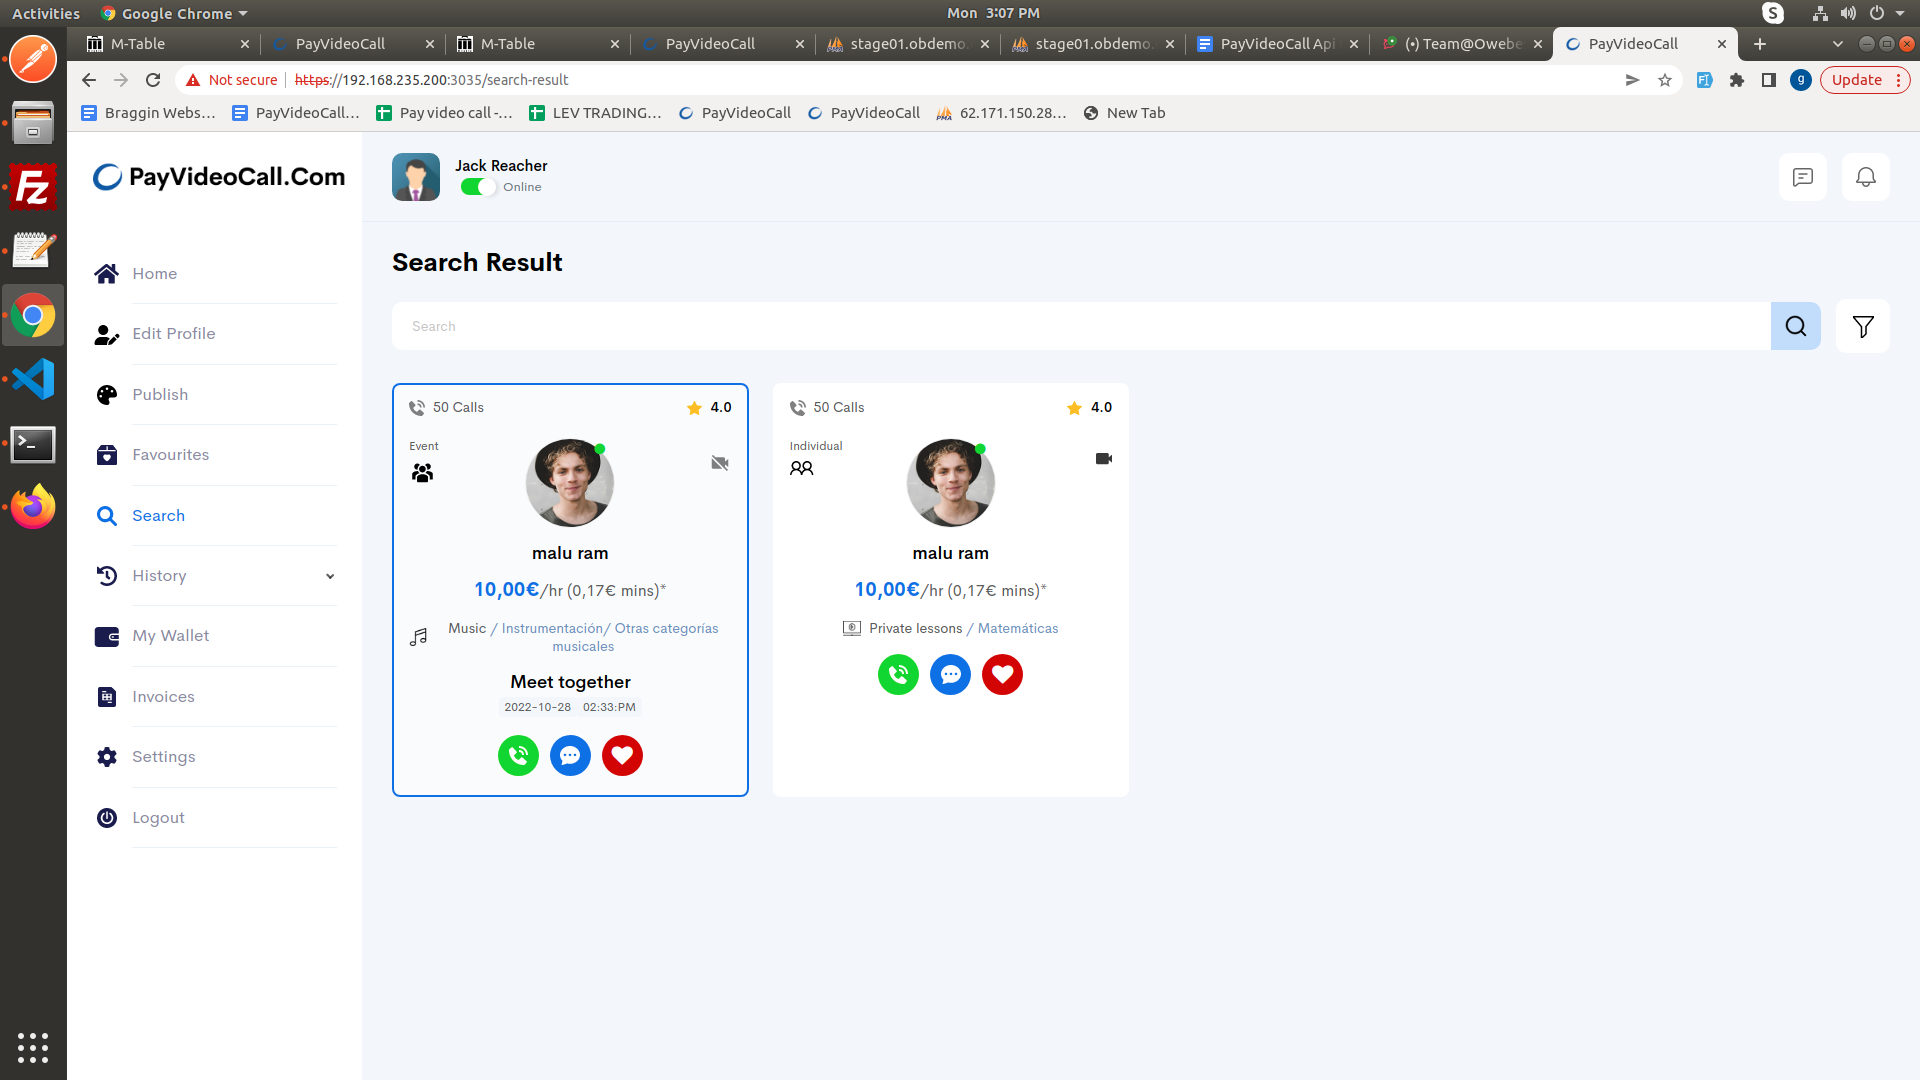 Activities Google Chrome Mon 3:07 PM
M-Table PayVideoCall M-Table PayVideoCall stage01.obdemo. stage01.obdemo. PayVideoCall Api (•) Team@Owebe PayVideoCall
Not secure https://192.168.235.200:3035/search-result g Update
Braggin Webs... PayVideoCall... Pay video call -... LEV TRADING... PayVideoCall PayVideoCall 62.171.150.28... New Tab
PayVideoCall.Com
Jack Reacher
Online
Home
Edit Profile
Publish
Favourites
Search
History
My Wallet
Invoices
Settings
Logout
Search Result
Search
50 Calls 4.0
Event
malu ram
10,00€/hr (0,17€ mins)*
Music / Instrumentación/ Otras categorías
musicales
Meet together
2022-10-28 02:33:PM
50 Calls 4.0
Individual
malu ram
10,00€/hr (0,17€ mins)*
Private lessons / Matemáticas